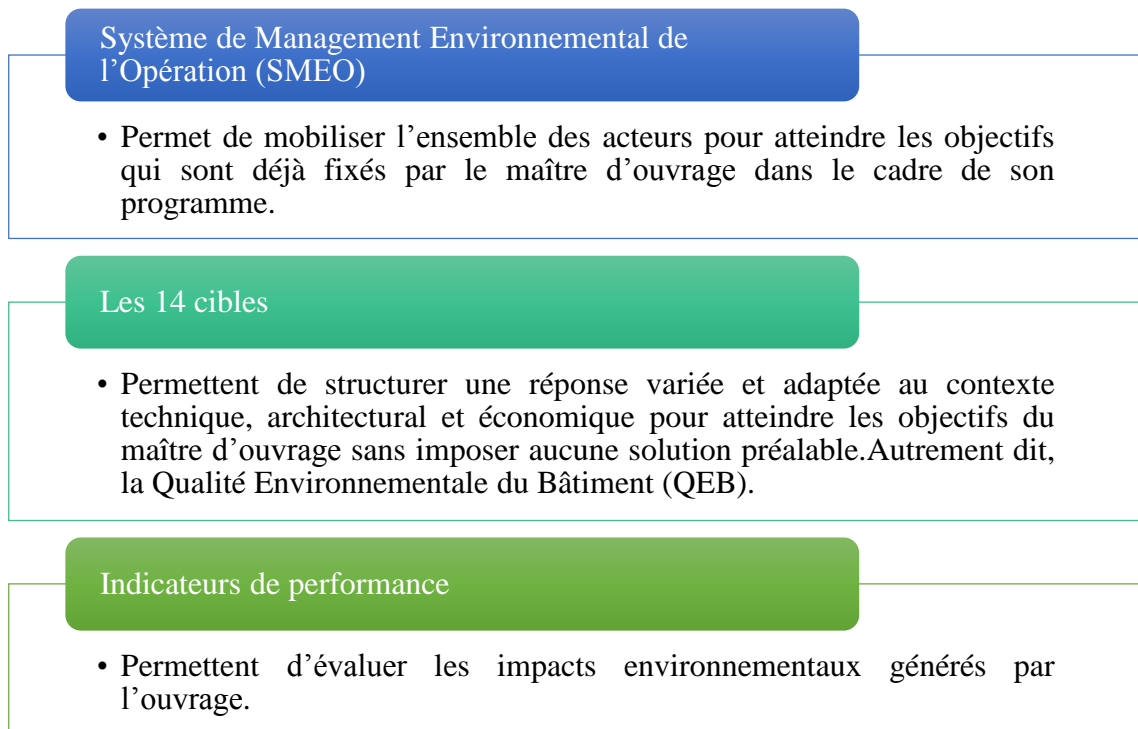 Système de Management Environnemental de
l’Opération (SMEO)
• Permet de mobiliser l’ensemble des acteurs pour atteindre les objectifs
qui sont déjà fixés par le maître d’ouvrage dans le cadre de son
programme.
Les 14 cibles
• Permettent de structurer une réponse variée et adaptée au contexte
technique, architectural et économique pour atteindre les objectifs du
maître d’ouvrage sans imposer aucune solution préalable.Autrement dit,
la Qualité Environnementale du Bâtiment (QEB).
Indicateurs de performance
• Permettent d’évaluer les impacts environnementaux générés par
l’ouvrage.